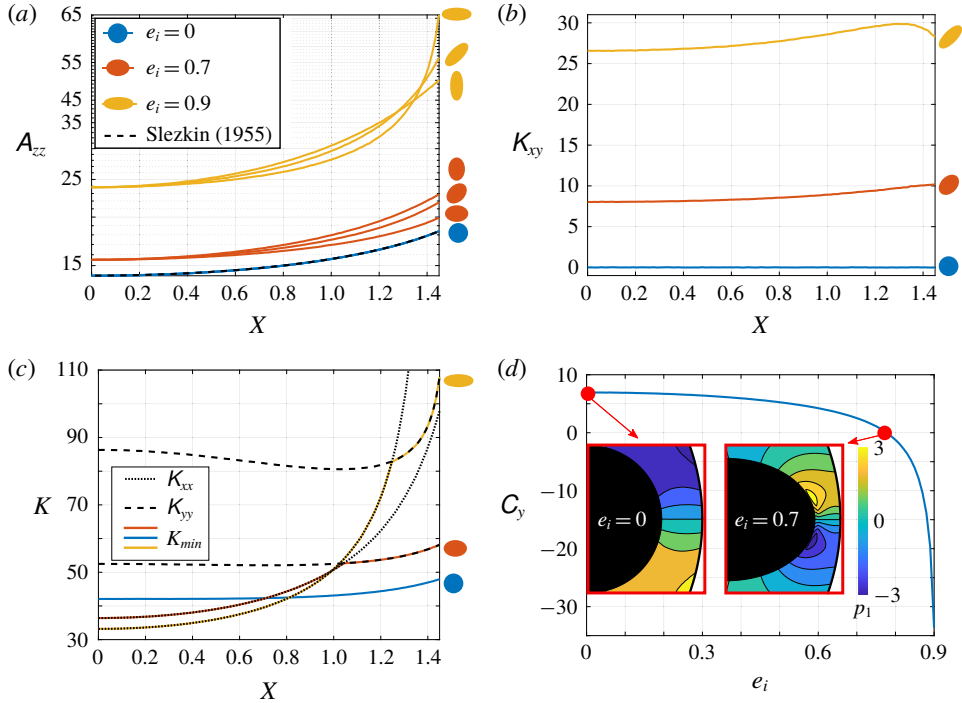 (a)
65
55
45
35
25
15
A_zz
e_i = 0
e_i = 0.7
e_i = 0.9
Slezkin (1955)
0 0.2 0.4 0.6 0.8 1.0 1.2 1.4
X
(b)
30
25
20
15
10
5
0
K_xy
0 0.2 0.4 0.6 0.8 1.0 1.2 1.4
X
(c)
110
90
70
50
30
K
K_xx
K_yy
K_min
0 0.2 0.4 0.6 0.8 1.0 1.2 1.4
X
(d)
10
0
−10
−20
−30
C_y
e_i = 0
e_i = 0.7
3
0
−3
p_1
0 0.3 0.6 0.9
e_i